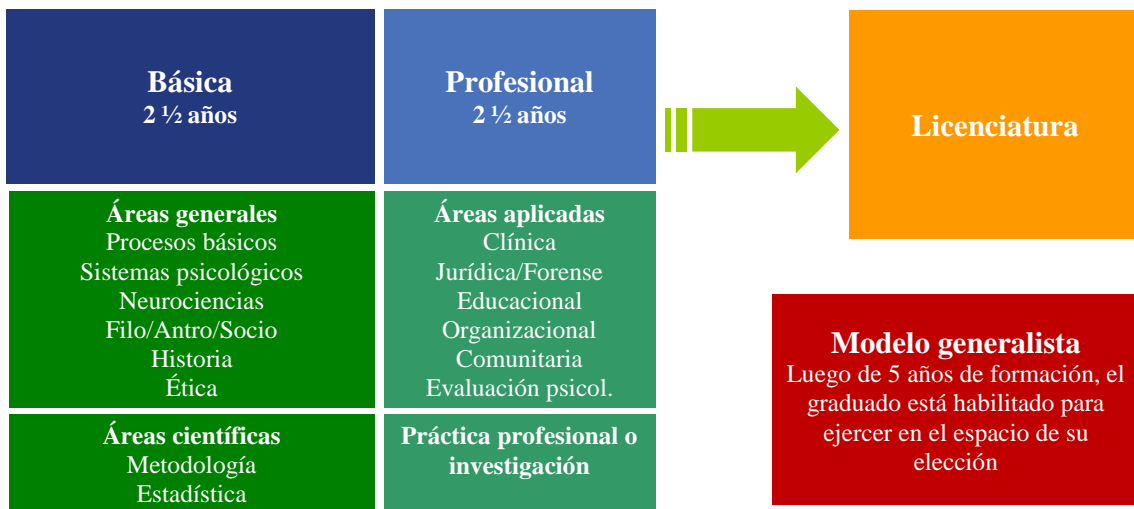 Básica
2 ½ años
Áreas generales
Procesos básicos
Sistemas psicológicos
Neurociencias
Filo/Antro/Socio
Historia
Ética
Áreas científicas
Metodología
Estadística
Profesional
2 ½ años
Áreas aplicadas
Clínica
Jurídica/Forense
Educacional
Organizacional
Comunitaria
Evaluación psicol.
Práctica profesional o
investigación
Licenciatura
Modelo generalista
Luego de 5 años de formación, el
graduado está habilitado para
ejercer en el espacio de su
elección